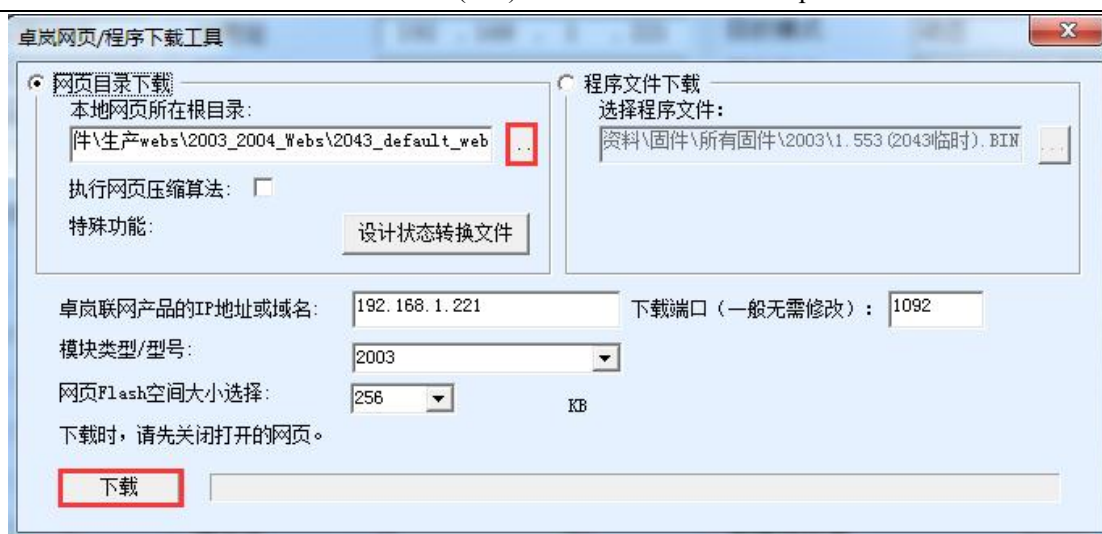 卓岚网页/程序下载工具
网页目录下载
本地网页所在根目录:
件\生产webs\2003_2004_Webs\2043_default_web
..
执行网页压缩算法:
特殊功能:
设计状态转换文件
程序文件下载
选择程序文件:
资料\固件\所有固件\2003\1.553(2043临时).BIN
...
卓岚联网产品的IP地址或域名:
192.168.1.221
下载端口（一般无需修改）:
1092
模块类型/型号:
2003
网页Flash空间大小选择:
256
KB
下载时，请先关闭打开的网页。
下载